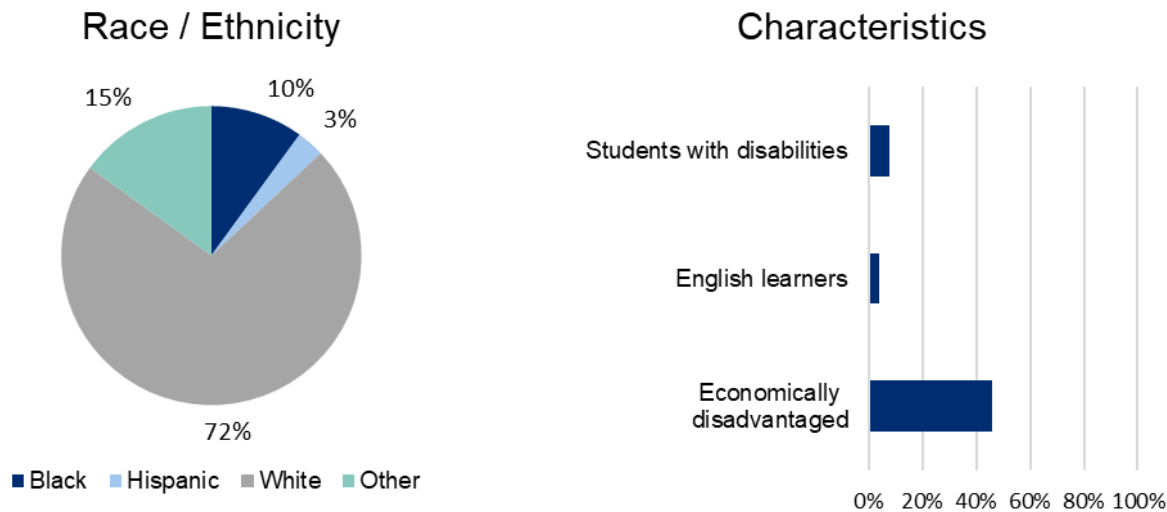 Race / Ethnicity
15%
10%
3%
72%
Black Hispanic White Other
Characteristics
Students with disabilities
English learners
Economically
disadvantaged
0% 20% 40% 60% 80% 100%